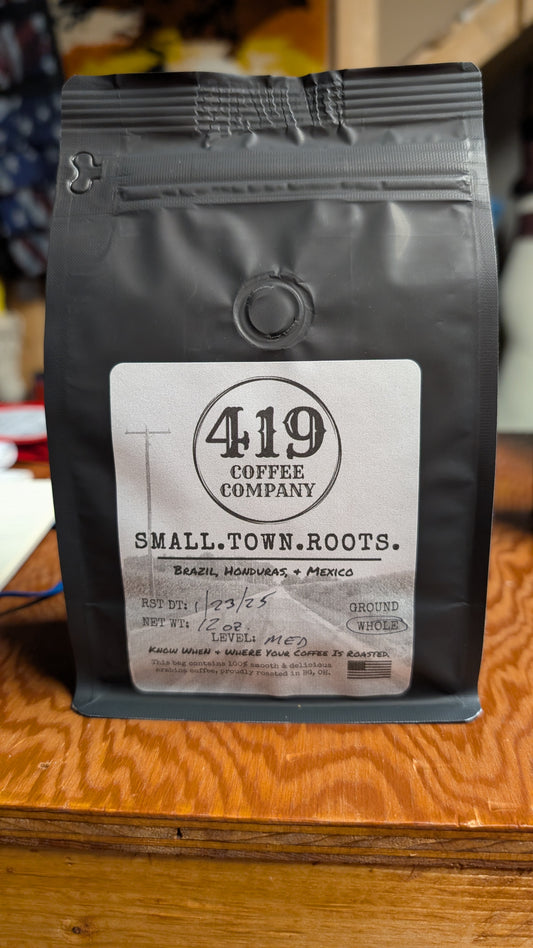 419
COFFEE
COMPANY
SMALL.TOWN.ROOTS.
BRAZIL, HONDURAS, + MEXICO
RST DT: 1/23/25
GROUND
NET WT: 12 oz.
WHOLE
LEVEL: MED
KNOW WHEN + WHERE YOUR COFFEE IS ROASTED.
This bag contains 100% smooth & delicious
arabica coffee, proudly roasted in BG, OH.